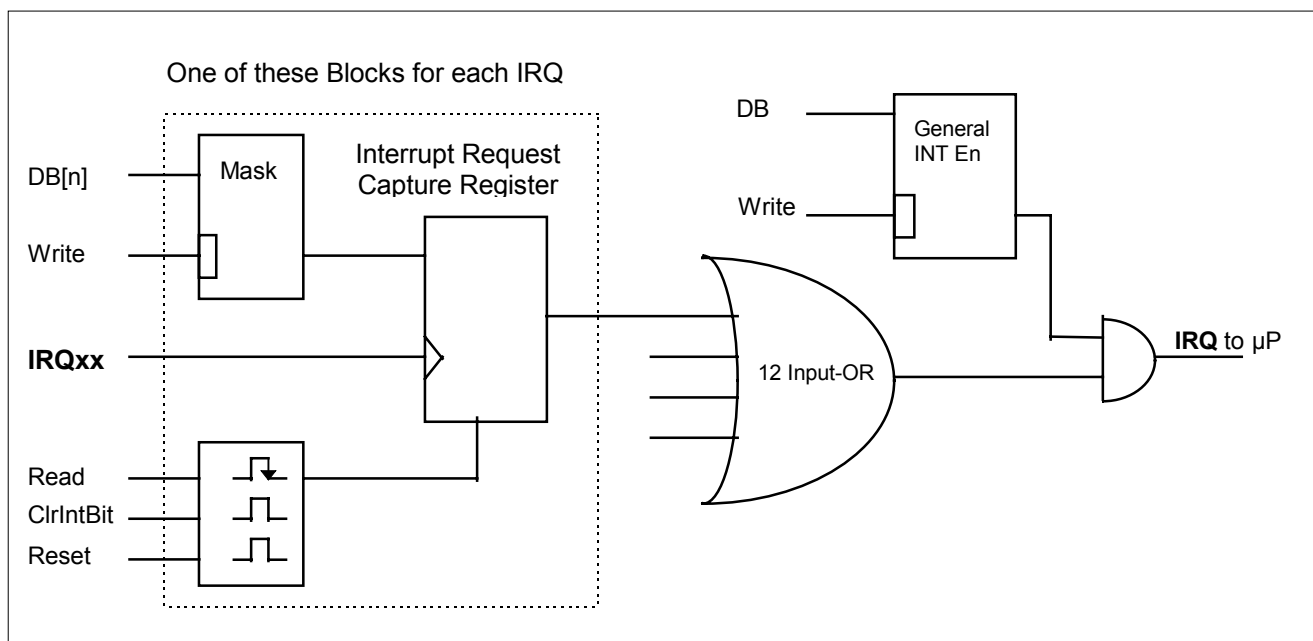 One of these Blocks for each IRQ
DB[n]
Write
IRQxx
Read
ClrIntBit
Reset
Mask
Interrupt Request
Capture Register
DB
Write
General
INT En
12 Input-OR
IRQ to µP